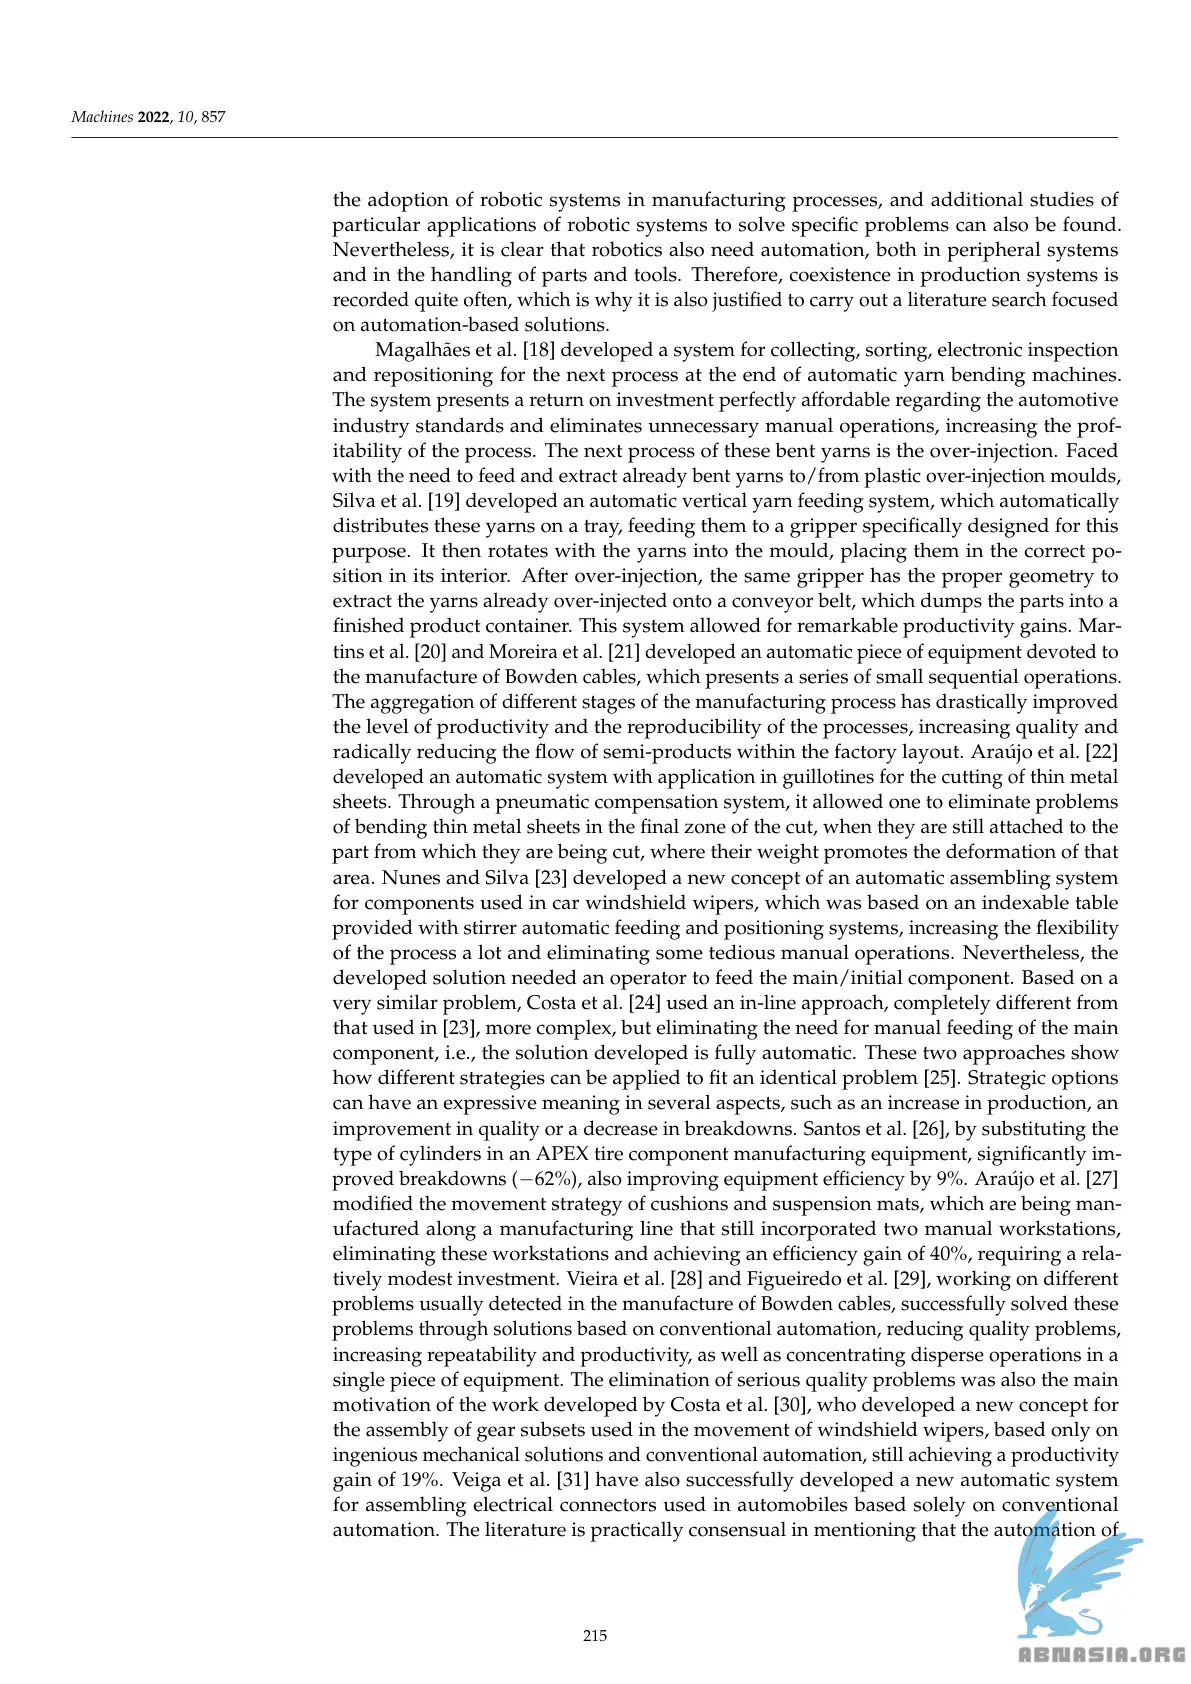 Machines 2022, 10, 857
the adoption of robotic systems in manufacturing processes, and additional studies of
particular applications of robotic systems to solve specific problems can also be found.
Nevertheless, it is clear that robotics also need automation, both in peripheral systems
and in the handling of parts and tools. Therefore, coexistence in production systems is
recorded quite often, which is why it is also justified to carry out a literature search focused
on automation-based solutions.
Magalhães et al. [18] developed a system for collecting, sorting, electronic inspection
and repositioning for the next process at the end of automatic yarn bending machines.
The system presents a return on investment perfectly affordable regarding the automotive
industry standards and eliminates unnecessary manual operations, increasing the prof-
itability of the process. The next process of these bent yarns is the over-injection. Faced
with the need to feed and extract already bent yarns to/from plastic over-injection moulds,
Silva et al. [19] developed an automatic vertical yarn feeding system, which automatically
distributes these yarns on a tray, feeding them to a gripper specifically designed for this
purpose. It then rotates with the yarns into the mould, placing them in the correct po-
sition in its interior. After over-injection, the same gripper has the proper geometry to
extract the yarns already over-injected onto a conveyor belt, which dumps the parts into a
finished product container. This system allowed for remarkable productivity gains. Mar-
tins et al. [20] and Moreira et al. [21] developed an automatic piece of equipment devoted to
the manufacture of Bowden cables, which presents a series of small sequential operations.
The aggregation of different stages of the manufacturing process has drastically improved
the level of productivity and the reproducibility of the processes, increasing quality and
radically reducing the flow of semi-products within the factory layout. Araújo et al. [22]
developed an automatic system with application in guillotines for the cutting of thin metal
sheets. Through a pneumatic compensation system, it allowed one to eliminate problems
of bending thin metal sheets in the final zone of the cut, when they are still attached to the
part from which they are being cut, where their weight promotes the deformation of that
area. Nunes and Silva [23] developed a new concept of an automatic assembling system
for components used in car windshield wipers, which was based on an indexable table
provided with stirrer automatic feeding and positioning systems, increasing the flexibility
of the process a lot and eliminating some tedious manual operations. Nevertheless, the
developed solution needed an operator to feed the main/initial component. Based on a
very similar problem, Costa et al. [24] used an in-line approach, completely different from
that used in [23], more complex, but eliminating the need for manual feeding of the main
component, i.e., the solution developed is fully automatic. These two approaches show
how different strategies can be applied to fit an identical problem [25]. Strategic options
can have an expressive meaning in several aspects, such as an increase in production, an
improvement in quality or a decrease in breakdowns. Santos et al. [26], by substituting the
type of cylinders in an APEX tire component manufacturing equipment, significantly im-
proved breakdowns (−62%), also improving equipment efficiency by 9%. Araújo et al. [27]
modified the movement strategy of cushions and suspension mats, which are being man-
ufactured along a manufacturing line that still incorporated two manual workstations,
eliminating these workstations and achieving an efficiency gain of 40%, requiring a rela-
tively modest investment. Vieira et al. [28] and Figueiredo et al. [29], working on different
problems usually detected in the manufacture of Bowden cables, successfully solved these
problems through solutions based on conventional automation, reducing quality problems,
increasing repeatability and productivity, as well as concentrating disperse operations in a
single piece of equipment. The elimination of serious quality problems was also the main
motivation of the work developed by Costa et al. [30], who developed a new concept for
the assembly of gear subsets used in the movement of windshield wipers, based only on
ingenious mechanical solutions and conventional automation, still achieving a productivity
gain of 19%. Veiga et al. [31] have also successfully developed a new automatic system
for assembling electrical connectors used in automobiles based solely on conventional
automation. The literature is practically consensual in mentioning that the automation of
215
ABNASIA.ORG